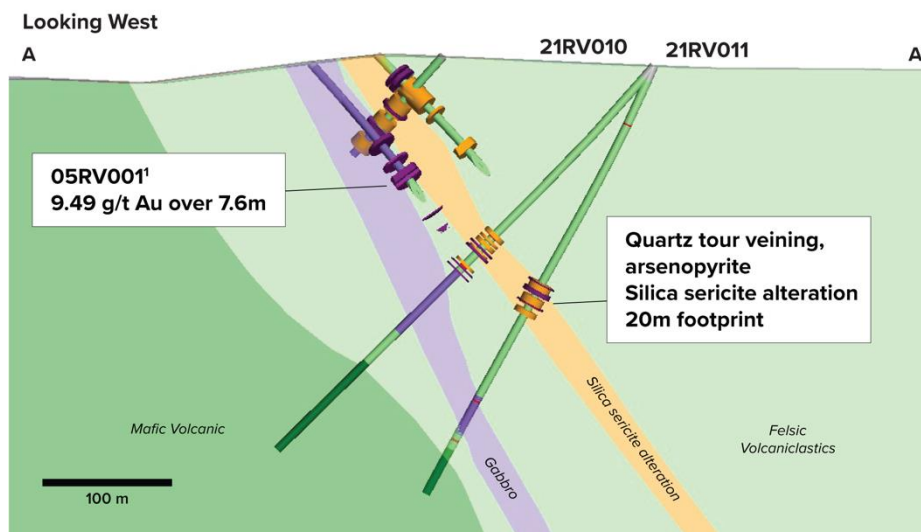 Looking West
A
A
21RV010
21RV011
05RV001¹
9.49 g/t Au over 7.6m
Quartz tour veining,
arsenopyrite
Silica sericite alteration
20m footprint
Mafic Volcanic
Gabbro
Silica sericite alteration
Felsic
Volcaniclastics
100 m